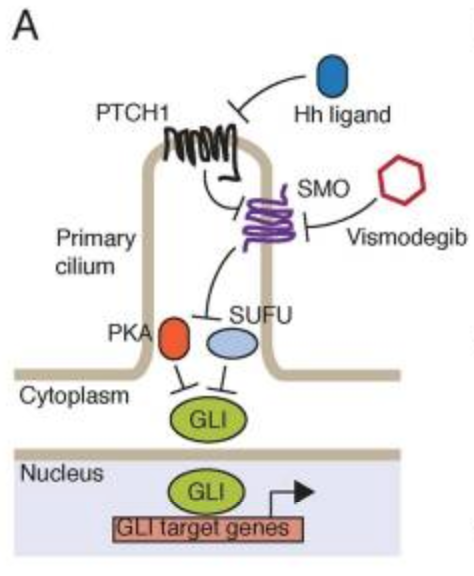 A
PTCH1
Hh ligand
SMO
Vismodegib
Primary
cilium
PKA
SUFU
Cytoplasm
GLI
Nucleus
GLI
GLI target genes